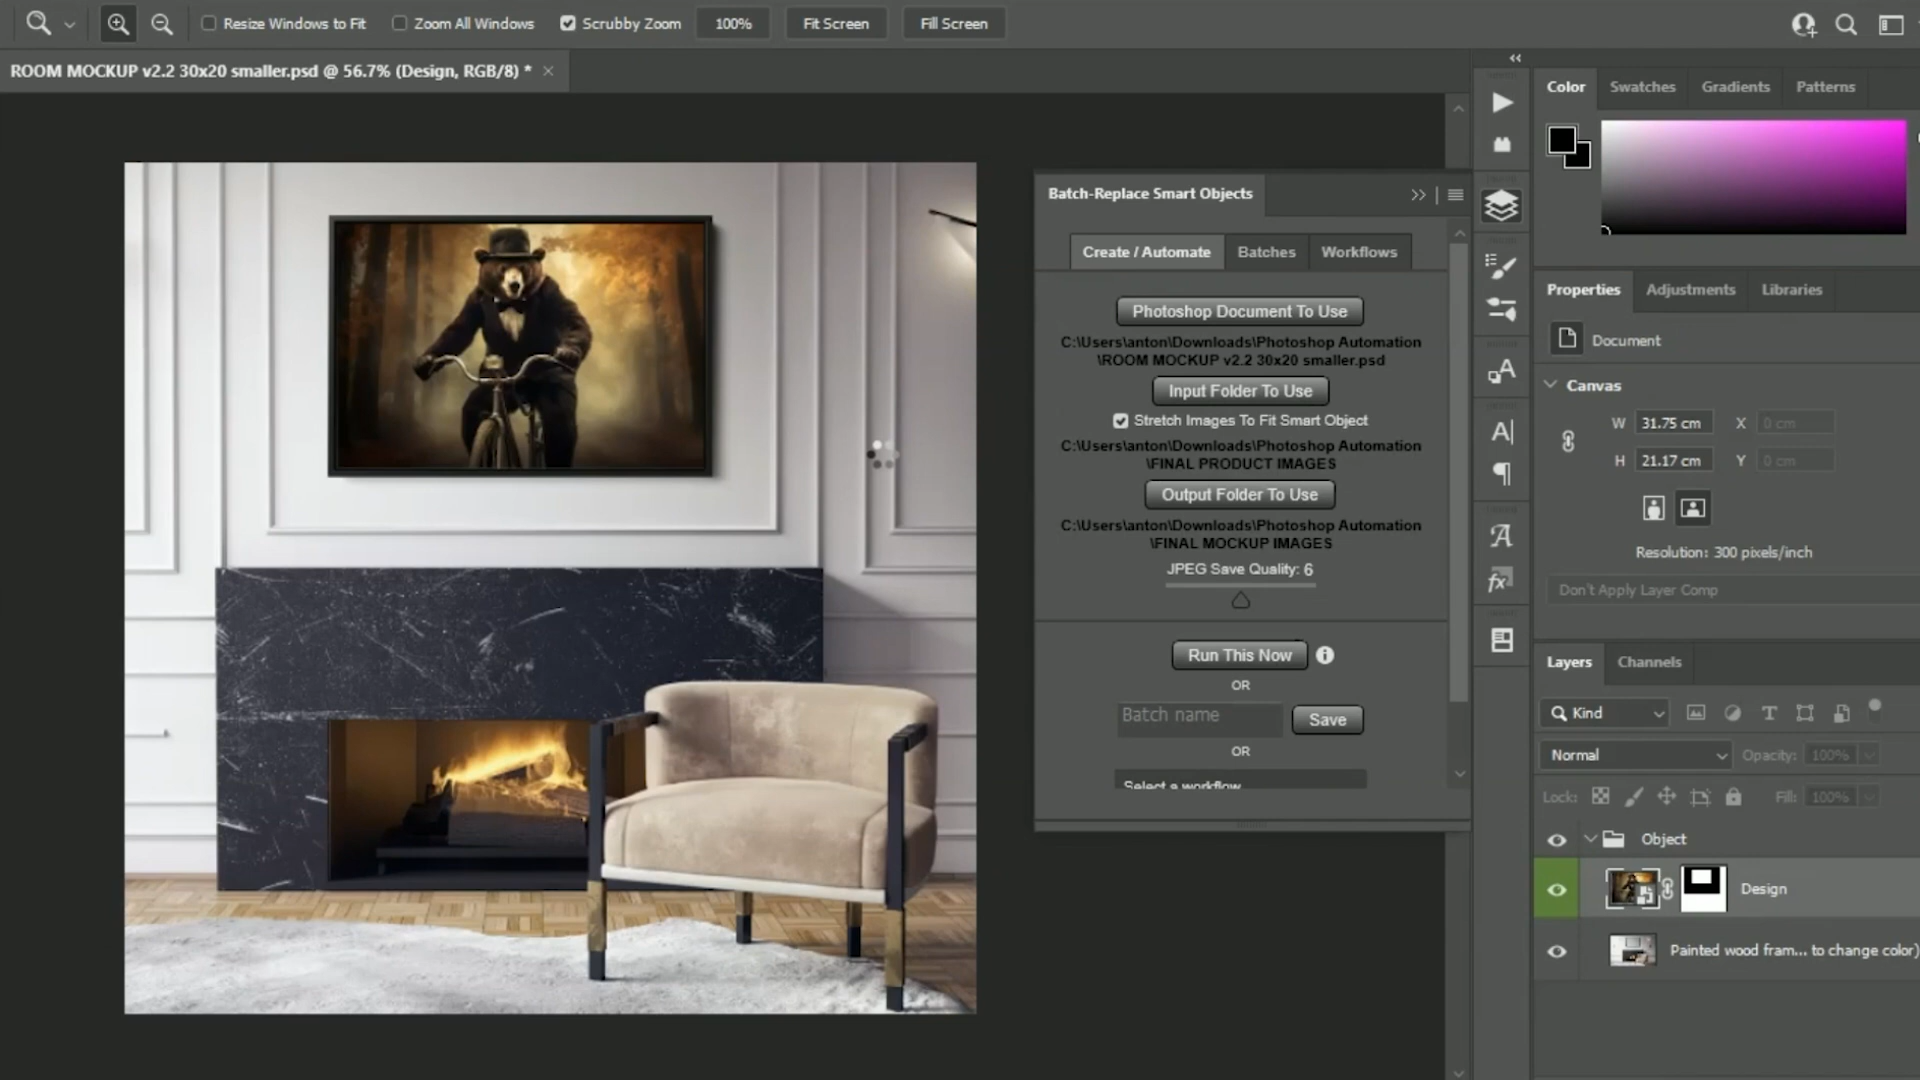 Resize Windows to Fit
Zoom All Windows
Scrubby Zoom
100%
Fit Screen
Fill Screen
ROOM MOCKUP v2.2 30x20 smaller.psd @ 56.7% (Design, RGB/8) *
Batch-Replace Smart Objects
Create / Automate
Batches
Workflows
Photoshop Document To Use
C:\Users\anton\Downloads\Photoshop Automation
\ROOM MOCKUP v2.2 30x20 smaller.psd
Input Folder To Use
Stretch Images To Fit Smart Object
C:\Users\anton\Downloads\Photoshop Automation
\FINAL PRODUCT IMAGES
Output Folder To Use
C:\Users\anton\Downloads\Photoshop Automation
\FINAL MOCKUP IMAGES
JPEG Save Quality: 6
Run This Now
OR
Batch name
Save
OR
Select a workflow
Color
Swatches
Gradients
Patterns
Properties
Adjustments
Libraries
Document
Canvas
W 31.75 cm X 0 cm
H 21.17 cm Y 0 cm
Resolution: 300 pixels/inch
Don't Apply Layer Comp
Layers
Channels
Kind
Normal
Opacity: 100%
Lock:
Fill: 100%
Object
Design
Painted wood fram... to change color)